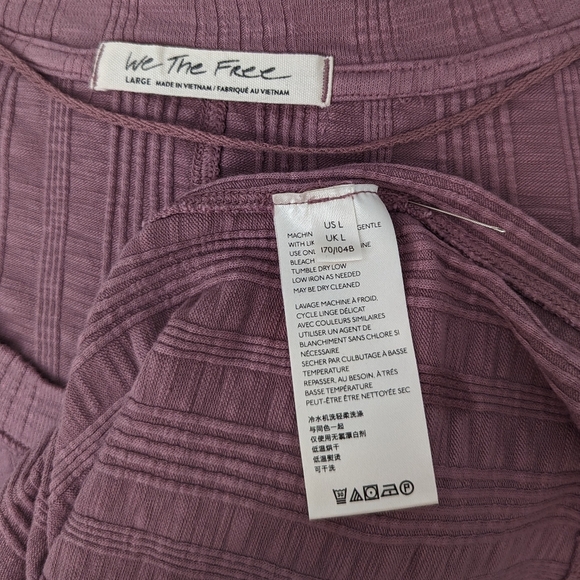 We The Free
LARGE MADE IN VIETNAM / FABRIQUÉ AU VIETNAM
US L
UK L
170/104B
GENTLE
WITH
USE ONL
BLEACH
TUMBLE DRY LOW
LOW IRON AS NEEDED
MAY BE DRY CLEANED
LAVAGE MACHINE À FROID,
CYCLE LINGE DÉLICAT
AVEC COULEURS SIMILAIRES
UTILISER UN AGENT DE
BLANCHIMENT SANS CHLORE SI
NÉCESSAIRE
SECHER PAR CULBUTAGE À BASSE
TEMPERATURE
REPASSER, AU BESOIN, À TRÈS
BASSE TEMPÉRATURE
PEUT-ÊTRE ÊTRE NETTOYÉE SEC
冷水机洗轻柔洗涤
与同色一起
仅使用无氯漂白剂
低温烘干
低温熨烫
可干洗